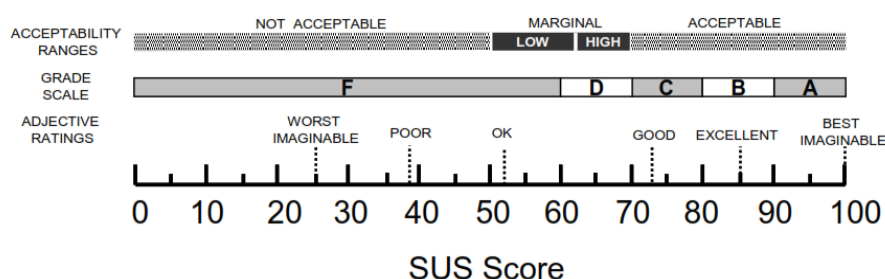 ACCEPTABILITY RANGES
NOT ACCEPTABLE
MARGINAL
ACCEPTABLE
LOW
HIGH
GRADE SCALE
F
D
C
B
A
ADJECTIVE RATINGS
WORST IMAGINABLE
POOR
OK
GOOD
EXCELLENT
BEST IMAGINABLE
0 10 20 30 40 50 60 70 80 90 100
SUS Score